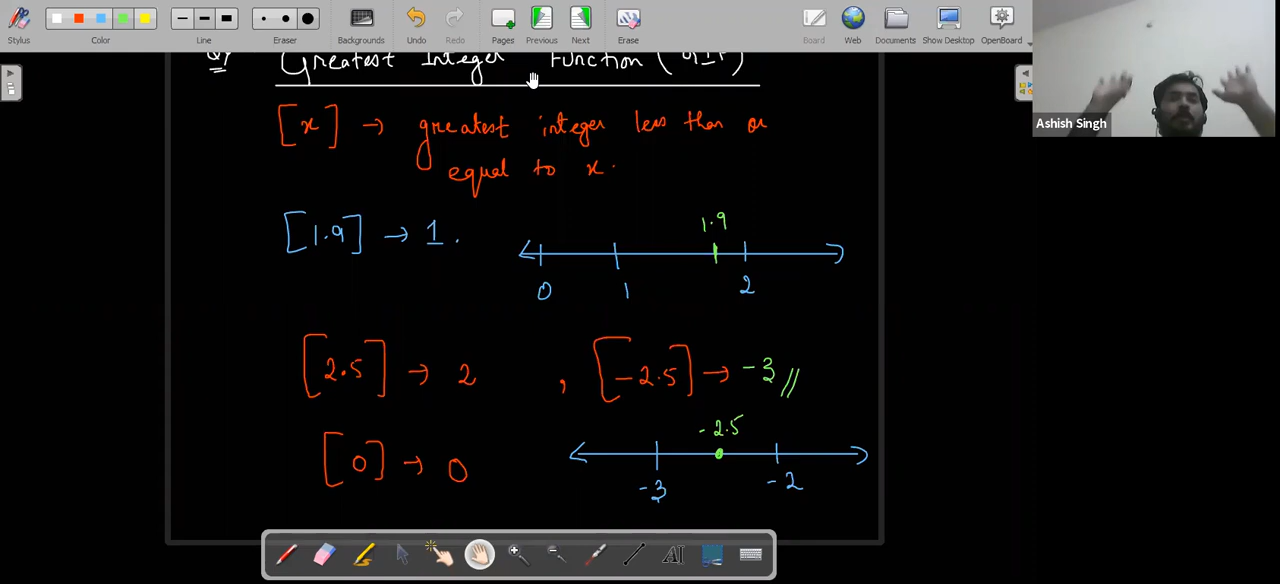 Stylus Color Line Eraser Backgrounds Undo Redo Pages Previous Next Erase Board Web Documents Show Desktop OpenBoard
Ashish Singh
Q) Greatest Integer Function (GIF)
[x] → greatest integer less than or
equal to x.
[1.9] → 1.
1.9
0 1 2
[2.5] → 2 , [-2.5] → -3 //
-2.5
[0] → 0
-3 -2
AI